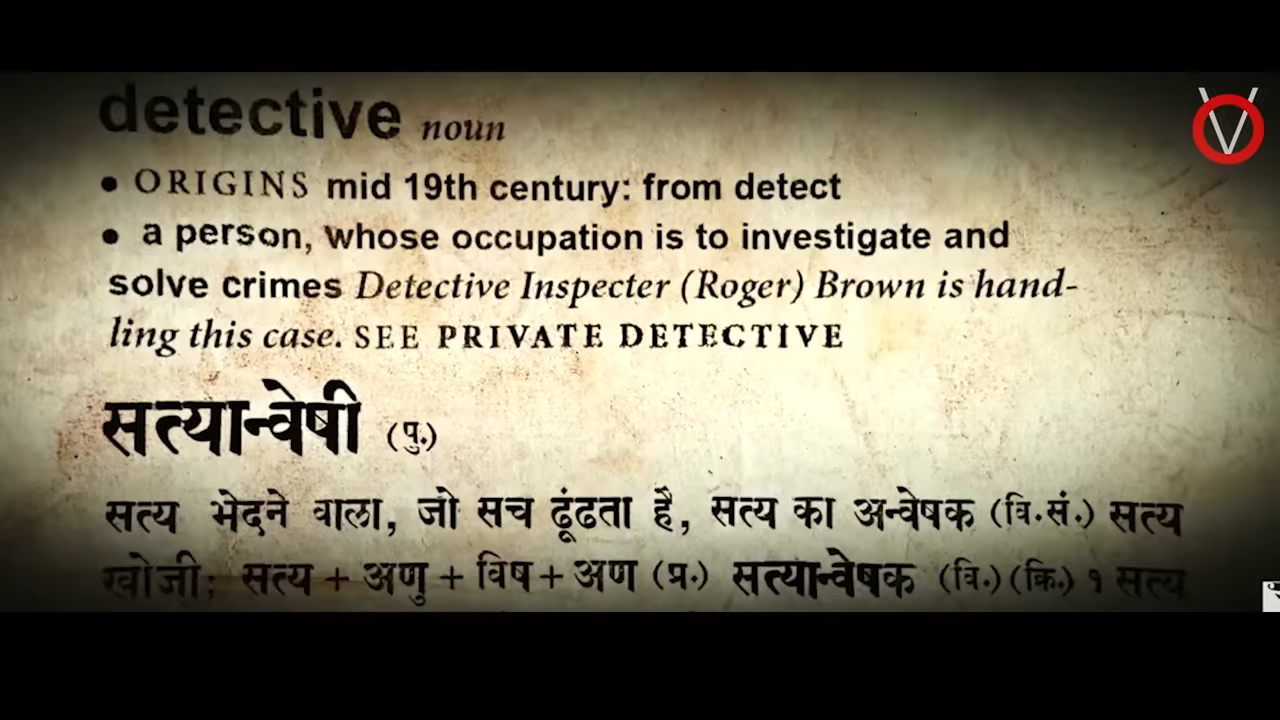 detective noun
• ORIGINS mid 19th century: from detect
• a person, whose occupation is to investigate and
solve crimes Detective Inspecter (Roger) Brown is hand-
ling this case. SEE PRIVATE DETECTIVE
सत्यान्वेषी (पु.)
सत्य भेदने वाला, जो सच ढूंढता है, सत्य का अन्वेषक (वि.सं.) सत्य
खोजी: सत्य + अणु + विष + अण (प्र.) सत्यान्वेषक (वि.) (क्रि.) १ सत्य